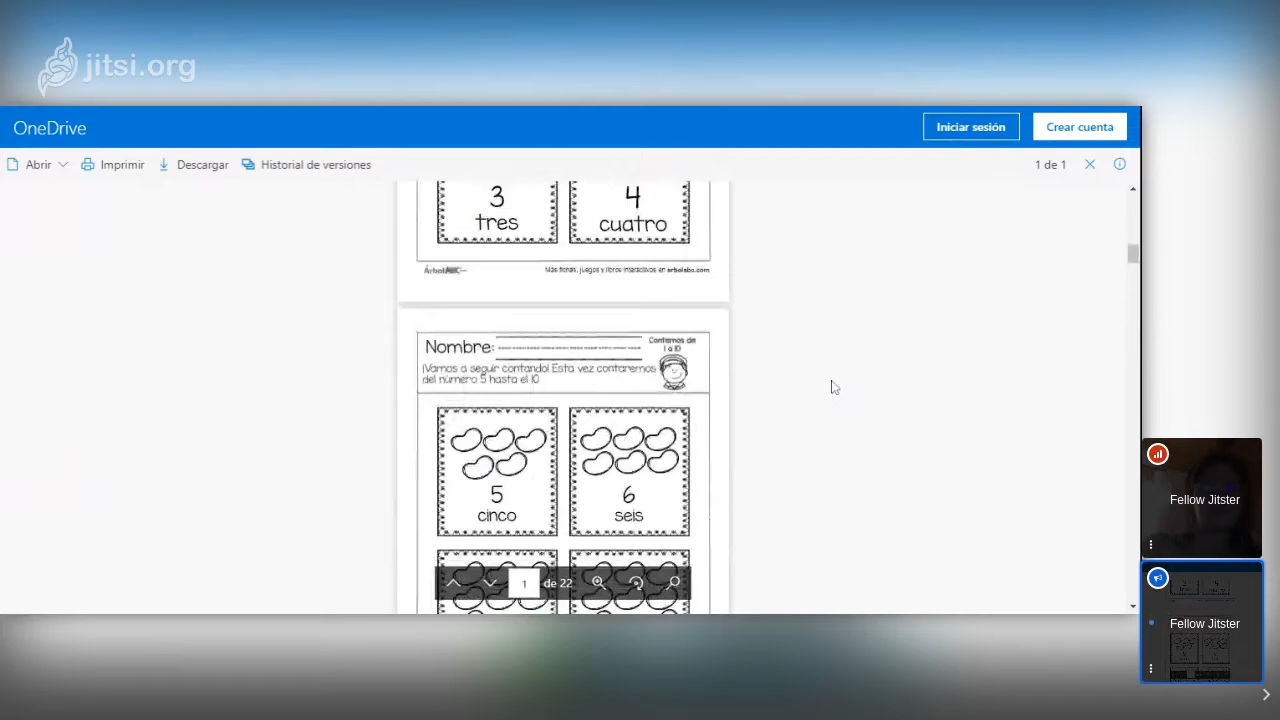 jitsi.org
OneDrive
Iniciar sesión
Crear cuenta
Abrir
Imprimir
Descargar
Historial de versiones
1 de 1
3
tres
4
cuatro
ÁrbolABC
Más fichas, juegos y libros interactivos en arbolabc.com
Nombre:
Contemos de
1 a 10
¡Vamos a seguir contando! Esta vez contaremos
del número 5 hasta el 10
5
cinco
6
seis
1 de 22
Fellow Jitster
Fellow Jitster